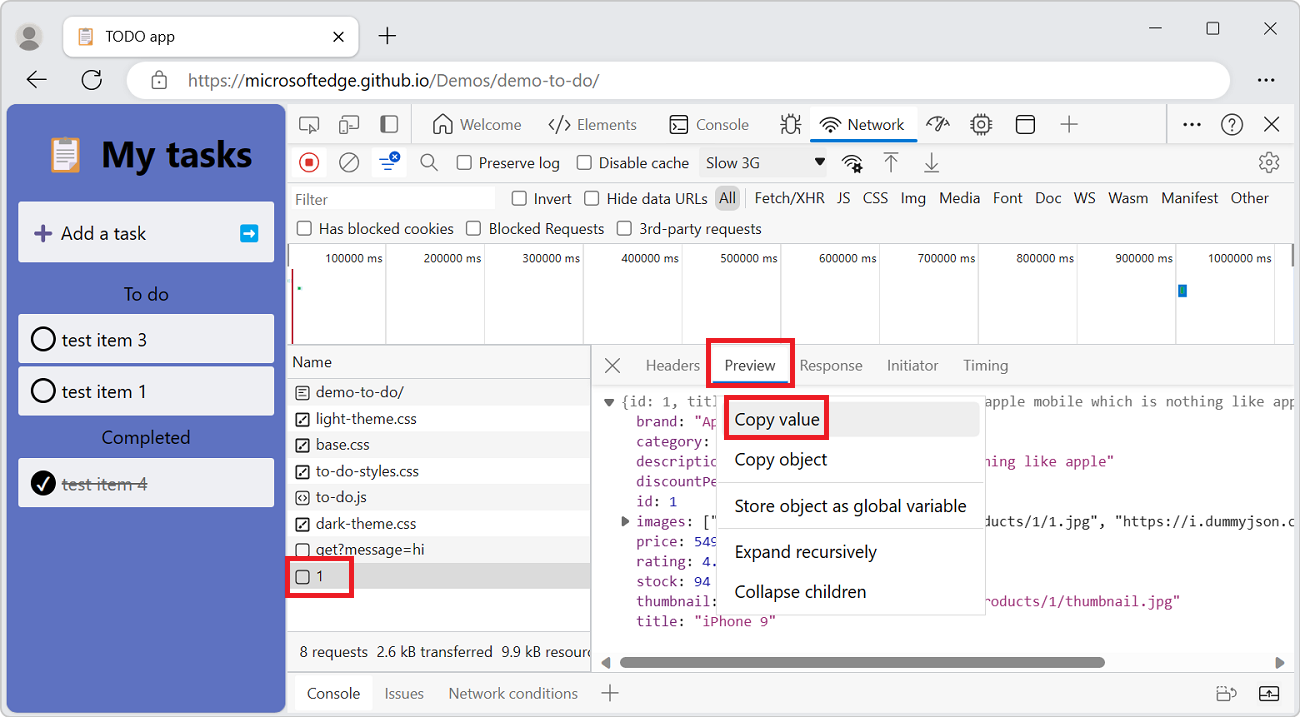 TODO app
https://microsoftedge.github.io/Demos/demo-to-do/
My tasks
Add a task
To do
test item 3
test item 1
Completed
test item 4
Welcome Elements Console Network
Preserve log Disable cache Slow 3G
Filter Invert Hide data URLs All Fetch/XHR JS CSS Img Media Font Doc WS Wasm Manifest Other
Has blocked cookies Blocked Requests 3rd-party requests
100000 ms 200000 ms 300000 ms 400000 ms 500000 ms 600000 ms 700000 ms 800000 ms 900000 ms 1000000 ms
Name
demo-to-do/
light-theme.css
base.css
to-do-styles.css
to-do.js
dark-theme.css
get?message=hi
1
8 requests 2.6 kB transferred 9.9 kB resour
Headers Preview Response Initiator Timing
{id: 1, titl apple mobile which is nothing like app
brand: "Ap
category:
descriptio hing like apple"
discountPe
id: 1
images: [" ducts/1/1.jpg", "https://i.dummyjson.c
price: 549
rating: 4.
stock: 94
thumbnail: roducts/1/thumbnail.jpg"
title: "iPhone 9"
Copy value
Copy object
Store object as global variable
Expand recursively
Collapse children
Console Issues Network conditions